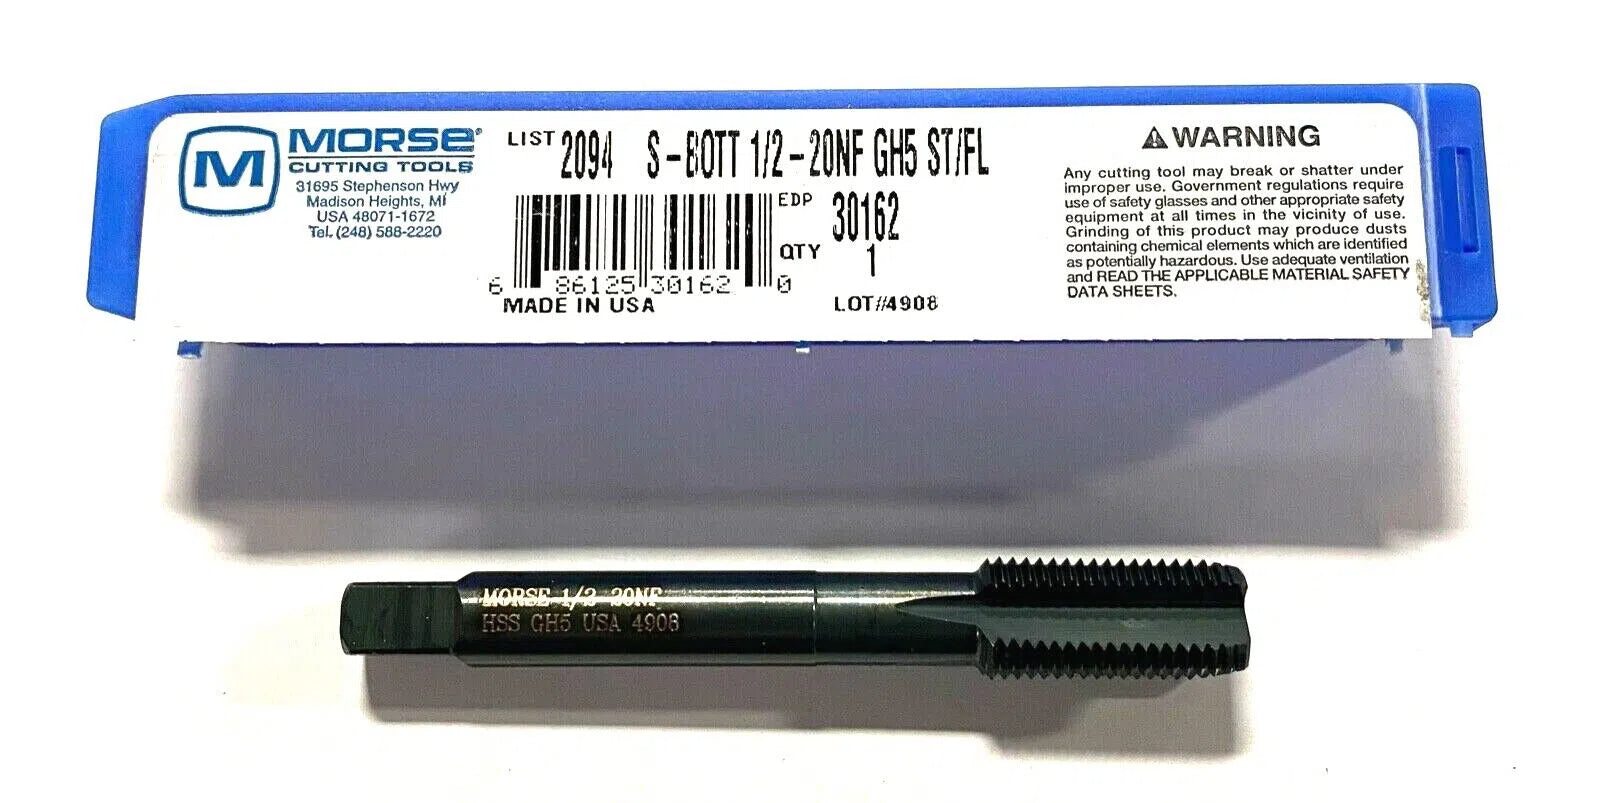 M
MORSE
CUTTING TOOLS
31695 Stephenson Hwy
Madison Heights, MI
USA 48071-1672
Tel. (248) 588-2220
LIST 2094 S-BOTT 1/2-20NF GH5 ST/FL
EDP 30162
QTY 1
6 86125 30162 0
MADE IN USA
LOT#4908
⚠WARNING
Any cutting tool may break or shatter under
improper use. Government regulations require
use of safety glasses and other appropriate safety
equipment at all times in the vicinity of use.
Grinding of this product may produce dusts
containing chemical elements which are identified
as potentially hazardous. Use adequate ventilation
and READ THE APPLICABLE MATERIAL SAFETY
DATA SHEETS.
MORSE 1/2 20NF
HSS GH5 USA 4908